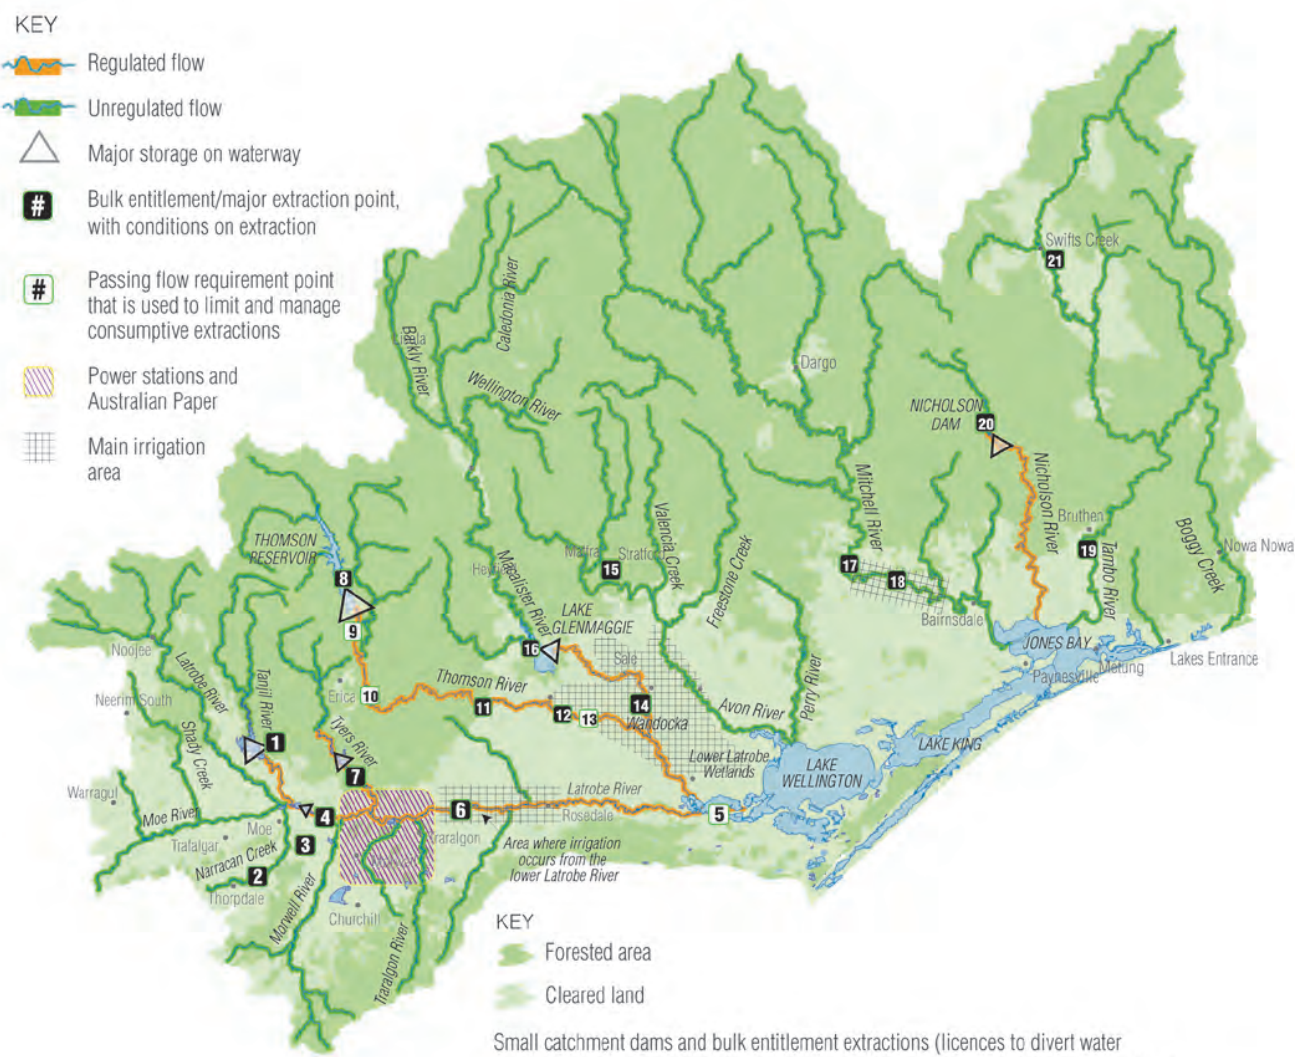 KEY
Regulated flow
Unregulated flow
Major storage on waterway
#
Bulk entitlement/major extraction point,
with conditions on extraction
#
Passing flow requirement point
that is used to limit and manage
consumptive extractions
Power stations and
Australian Paper
Main irrigation
area
Swifts Creek
21
Barkly River
Caledonia River
Wellington River
Dargo
NICHOLSON
DAM
20
Nicholson River
Mitchell River
Bruthen
19
Tambo River
Boggy Creek
Nowa Nowa
THOMSON
RESERVOIR
8
9
10
Maffra
Stratford
15
Valencia Creek
Freestone Creek
Macalister River
LAKE
GLENMAGGIE
16
17
18
Bairnsdale
JONES BAY
Metung
Lakes Entrance
Paynesville
Noojee
Latrobe River
Tanjil River
Erica
Thomson River
11
12
13
14
Sale
Wandocka
Perry River
Avon River
Neerim South
Shady Creek
1
Tyers River
7
Lower Latrobe
Wetlands
LAKE
WELLINGTON
LAKE KING
Warragul
Moe River
Moe
4
6
Latrobe River
Rosedale
5
Trafalgar
3
Traralgon
Narracan Creek
2
Thorpdale
Area where irrigation
occurs from the
lower Latrobe River
Morwell River
Churchill
Traralgon River
KEY
Forested area
Cleared land
Small catchment dams and bulk entitlement extractions (licences to divert water